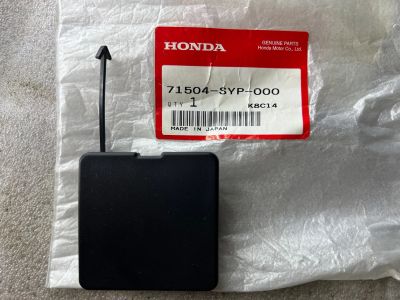 HONDA
GENUINE PARTS
Honda Motor Co., Ltd.
71504-SYP-000
QTY 1 K8C14
MADE IN JAPAN